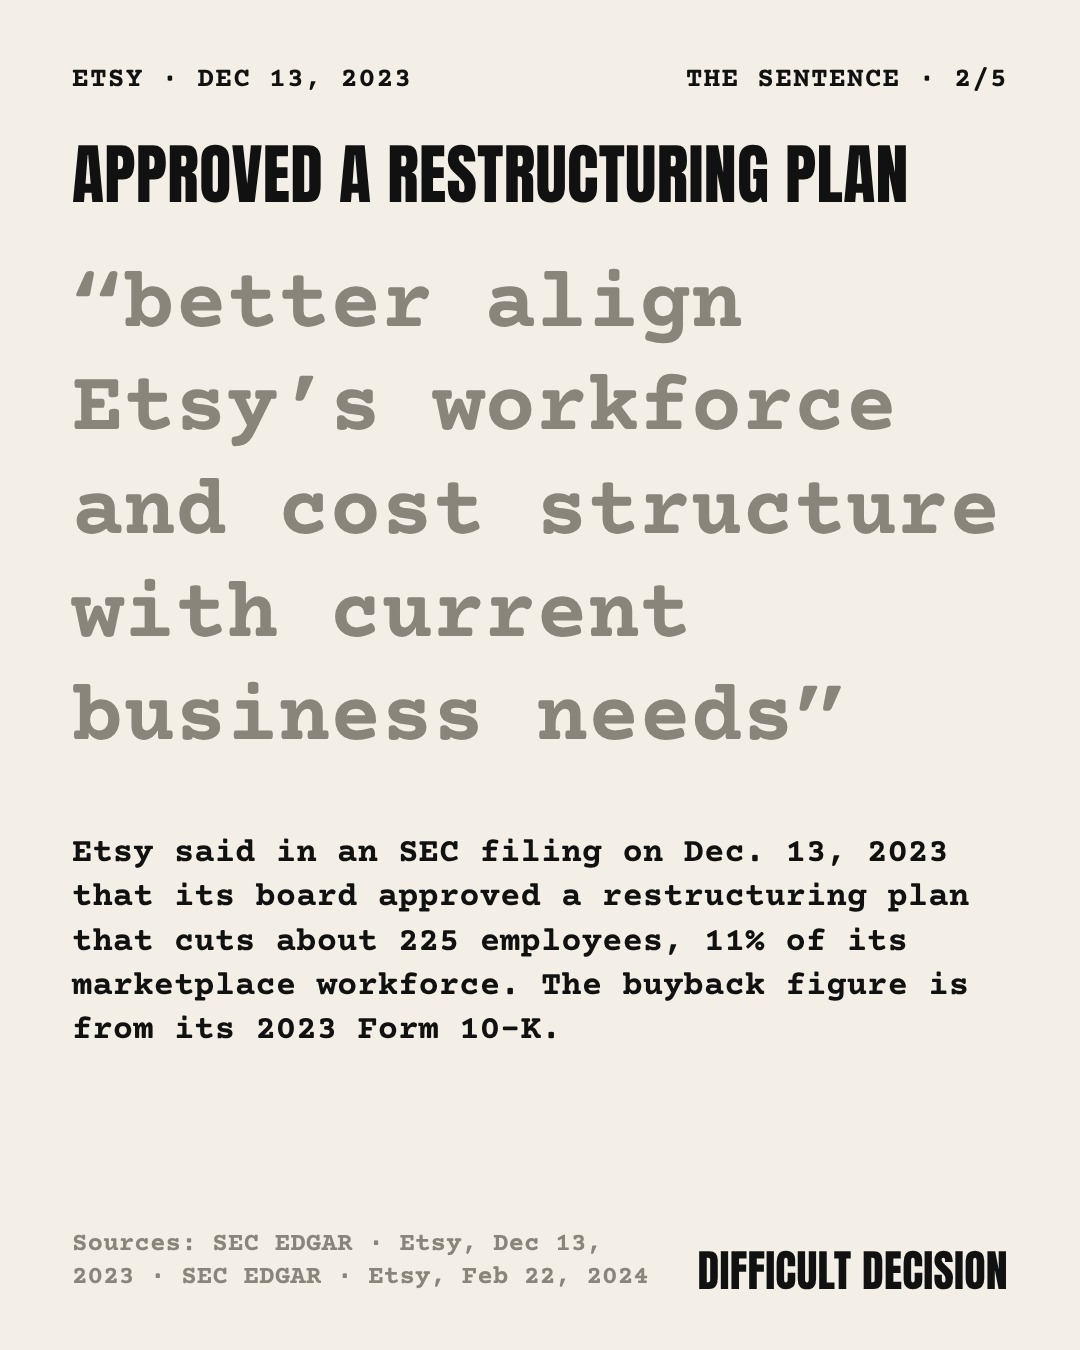 ETSY · DEC 13, 2023
THE SENTENCE · 2/5
APPROVED A RESTRUCTURING PLAN
“better align
Etsy’s workforce
and cost structure
with current
business needs”
Etsy said in an SEC filing on Dec. 13, 2023
that its board approved a restructuring plan
that cuts about 225 employees, 11% of its
marketplace workforce. The buyback figure is
from its 2023 Form 10-K.
Sources: SEC EDGAR · Etsy, Dec 13,
2023 · SEC EDGAR · Etsy, Feb 22, 2024
DIFFICULT DECISION